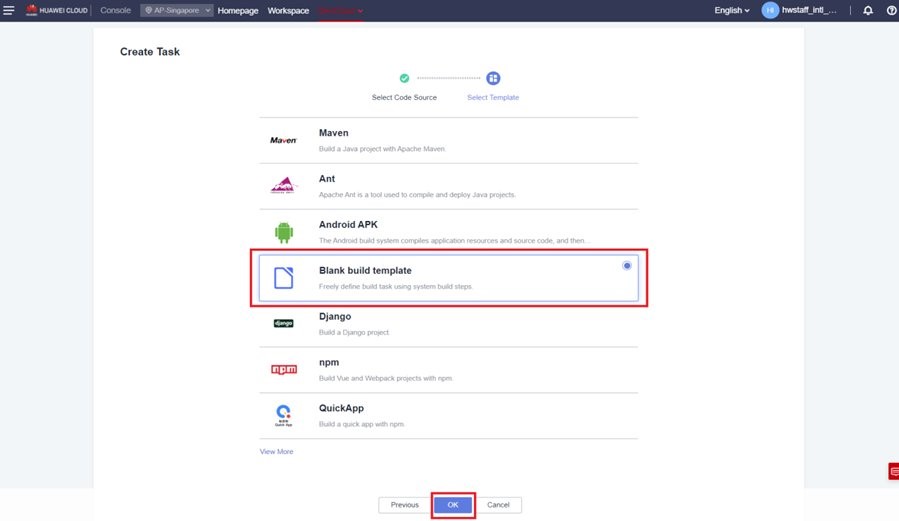 HUAWEI CLOUD Console AP-Singapore Homepage Workspace English hwstaff_intl_...
Create Task
Select Code Source Select Template
Maven
Maven
Build a Java project with Apache Maven.
Ant
Apache Ant is a tool used to compile and deploy Java projects.
Android APK
The Android build system compiles application resources and source code, and then...
Blank build template
Freely define build task using system build steps.
django
Django
Build a Django project.
npm
npm
Build Vue and Webpack projects with npm.
QuickApp
Quick App
Build a quick app with npm.
View More
Previous OK Cancel